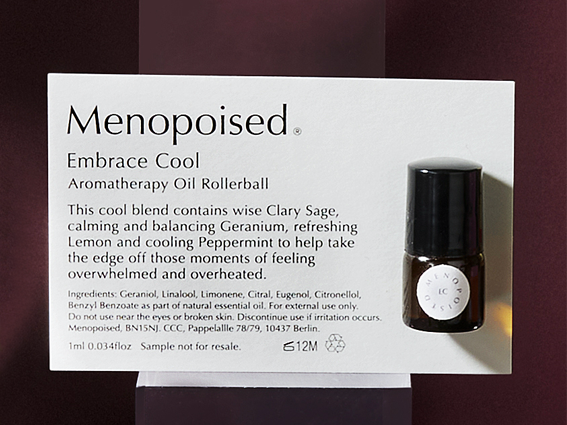 Menopoised®
Embrace Cool
Aromatherapy Oil Rollerball
This cool blend contains wise Clary Sage,
calming and balancing Geranium, refreshing
Lemon and cooling Peppermint to help take
the edge off those moments of feeling
overwhelmed and overheated.
Ingredients: Geraniol, Linalool, Limonene, Citral, Eugenol, Citronellol,
Benzyl Benzoate as part of natural essential oil. For external use only.
Do not use near the eyes or broken skin. Discontinue use if irritation occurs.
Menopoised, BN15NJ. CCC, Pappelallle 78/79, 10437 Berlin.
1ml 0.034floz Sample not for resale. 12M
MENOPOISED
EC